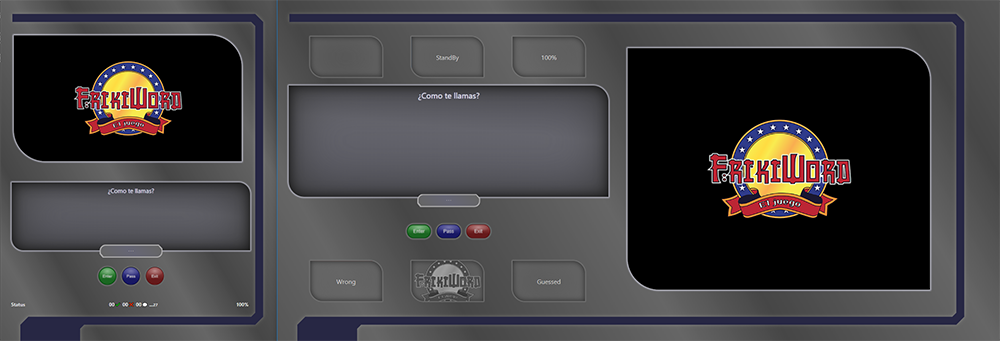 FrikiWord
El juego
¿Como te llamas?
Enter Pass Exit
Status 00 00 00 100%
StandBy 100%
¿Como te llamas?
Enter Pass Exit
Wrong FrikiWord Guessed
FrikiWord
El juego